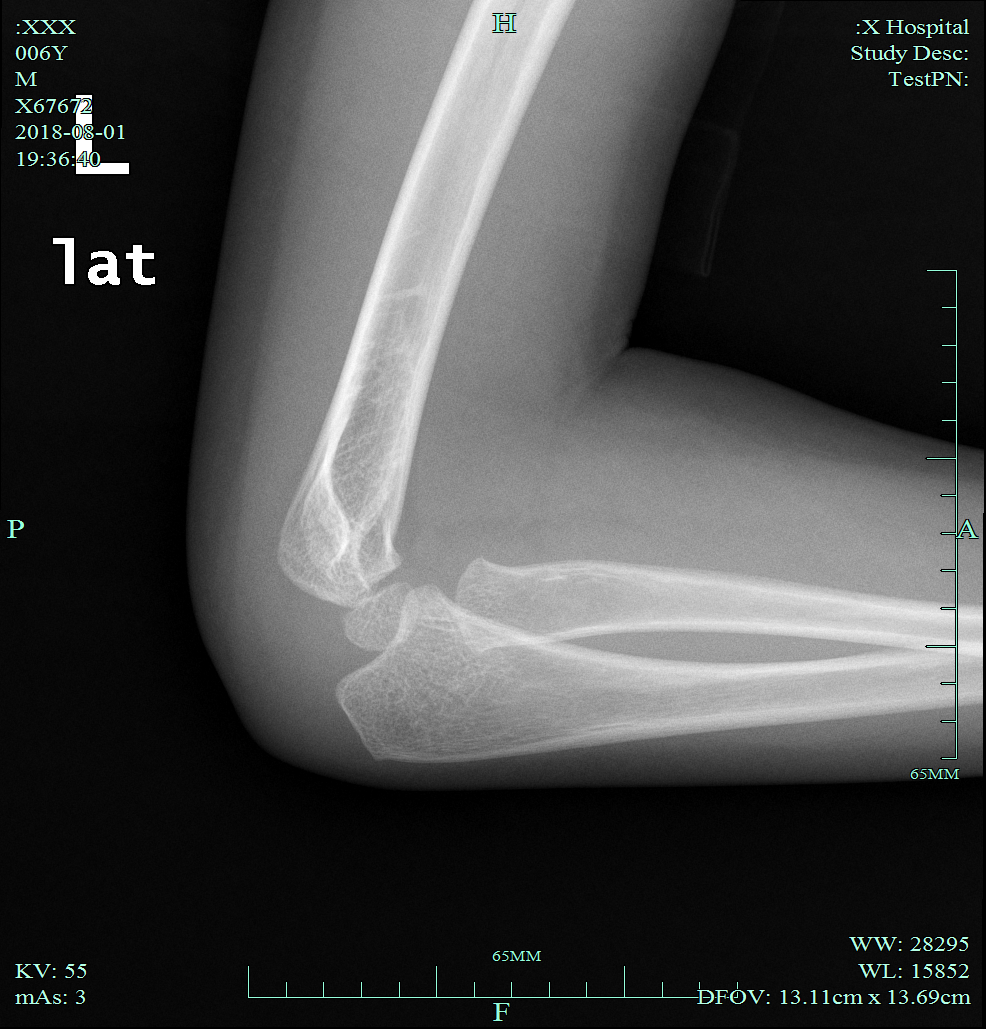 :XXX
006Y
M
X67672
2018-08-01
19:36:40
L
lat
H
:X Hospital
Study Desc:
TestPN:
P
A
65MM
KV: 55
mAs: 3
65MM
F
WW: 28295
WL: 15852
DFOV: 13.11cm x 13.69cm